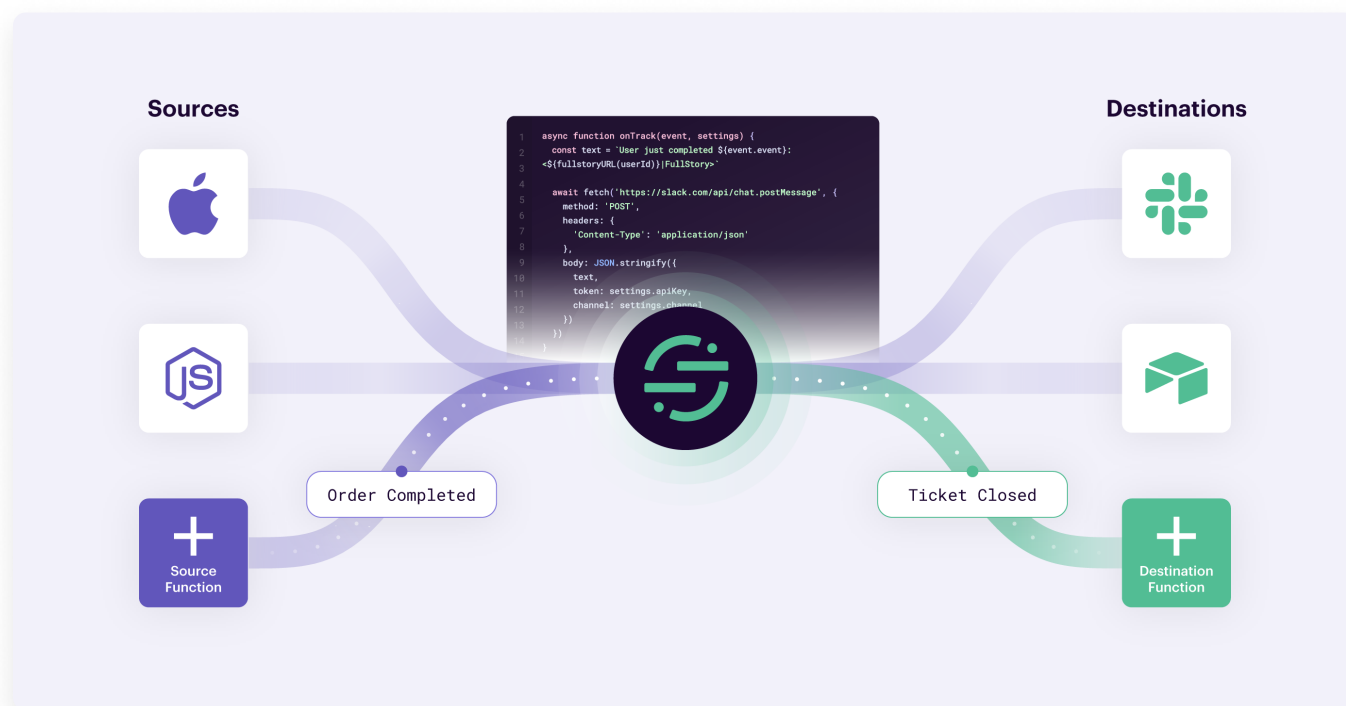 Sources
Destinations
1 async function onTrack(event, settings) {
2 const text = `User just completed ${event.event}:
3 <${fullstoryURL(userId)}|FullStory>`
4
5 await fetch('https://slack.com/api/chat.postMessage', {
6 method: 'POST',
7 headers: {
8 'Content-Type': 'application/json'
9 },
10 body: JSON.stringify({
11 text,
12 token: settings.apiKey,
13 channel: settings.channel
14 })
})
}
JS
Order Completed
Ticket Closed
Source
Function
Destination
Function